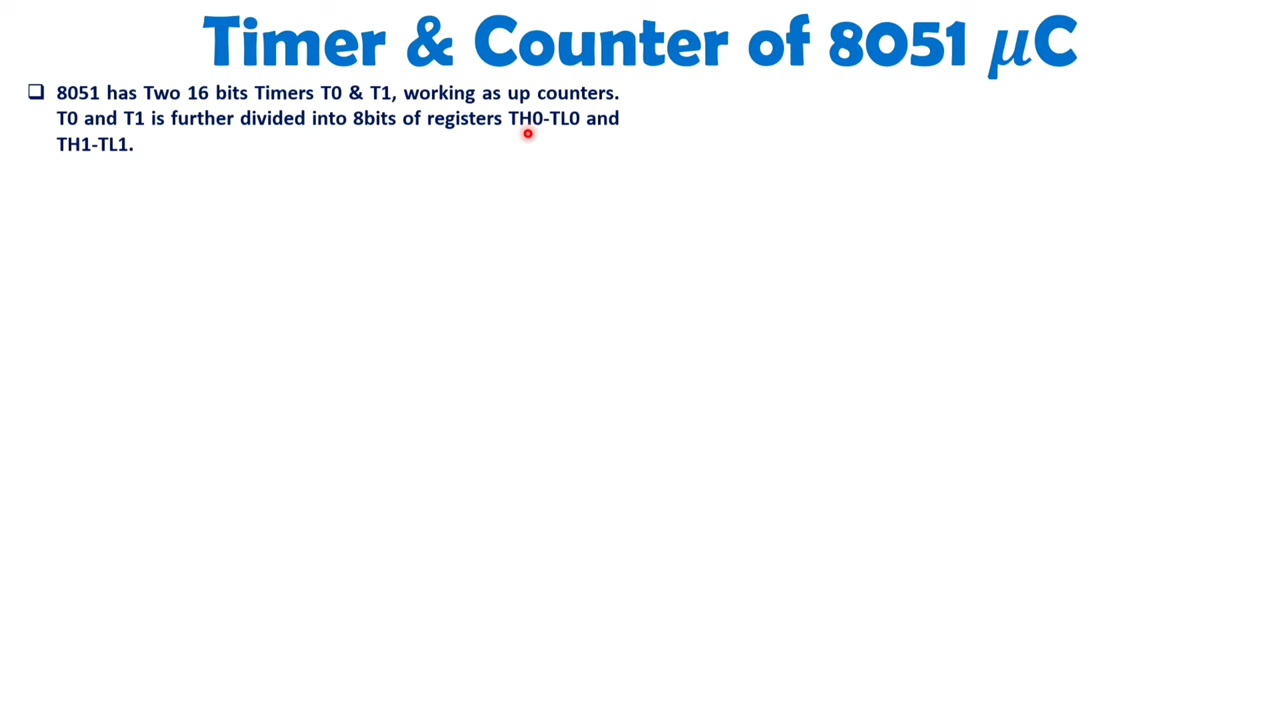 Timer & Counter of 8051 𝜇C
❑ 8051 has Two 16 bits Timers T0 & T1, working as up counters.
T0 and T1 is further divided into 8bits of registers TH0-TL0 and
TH1-TL1.